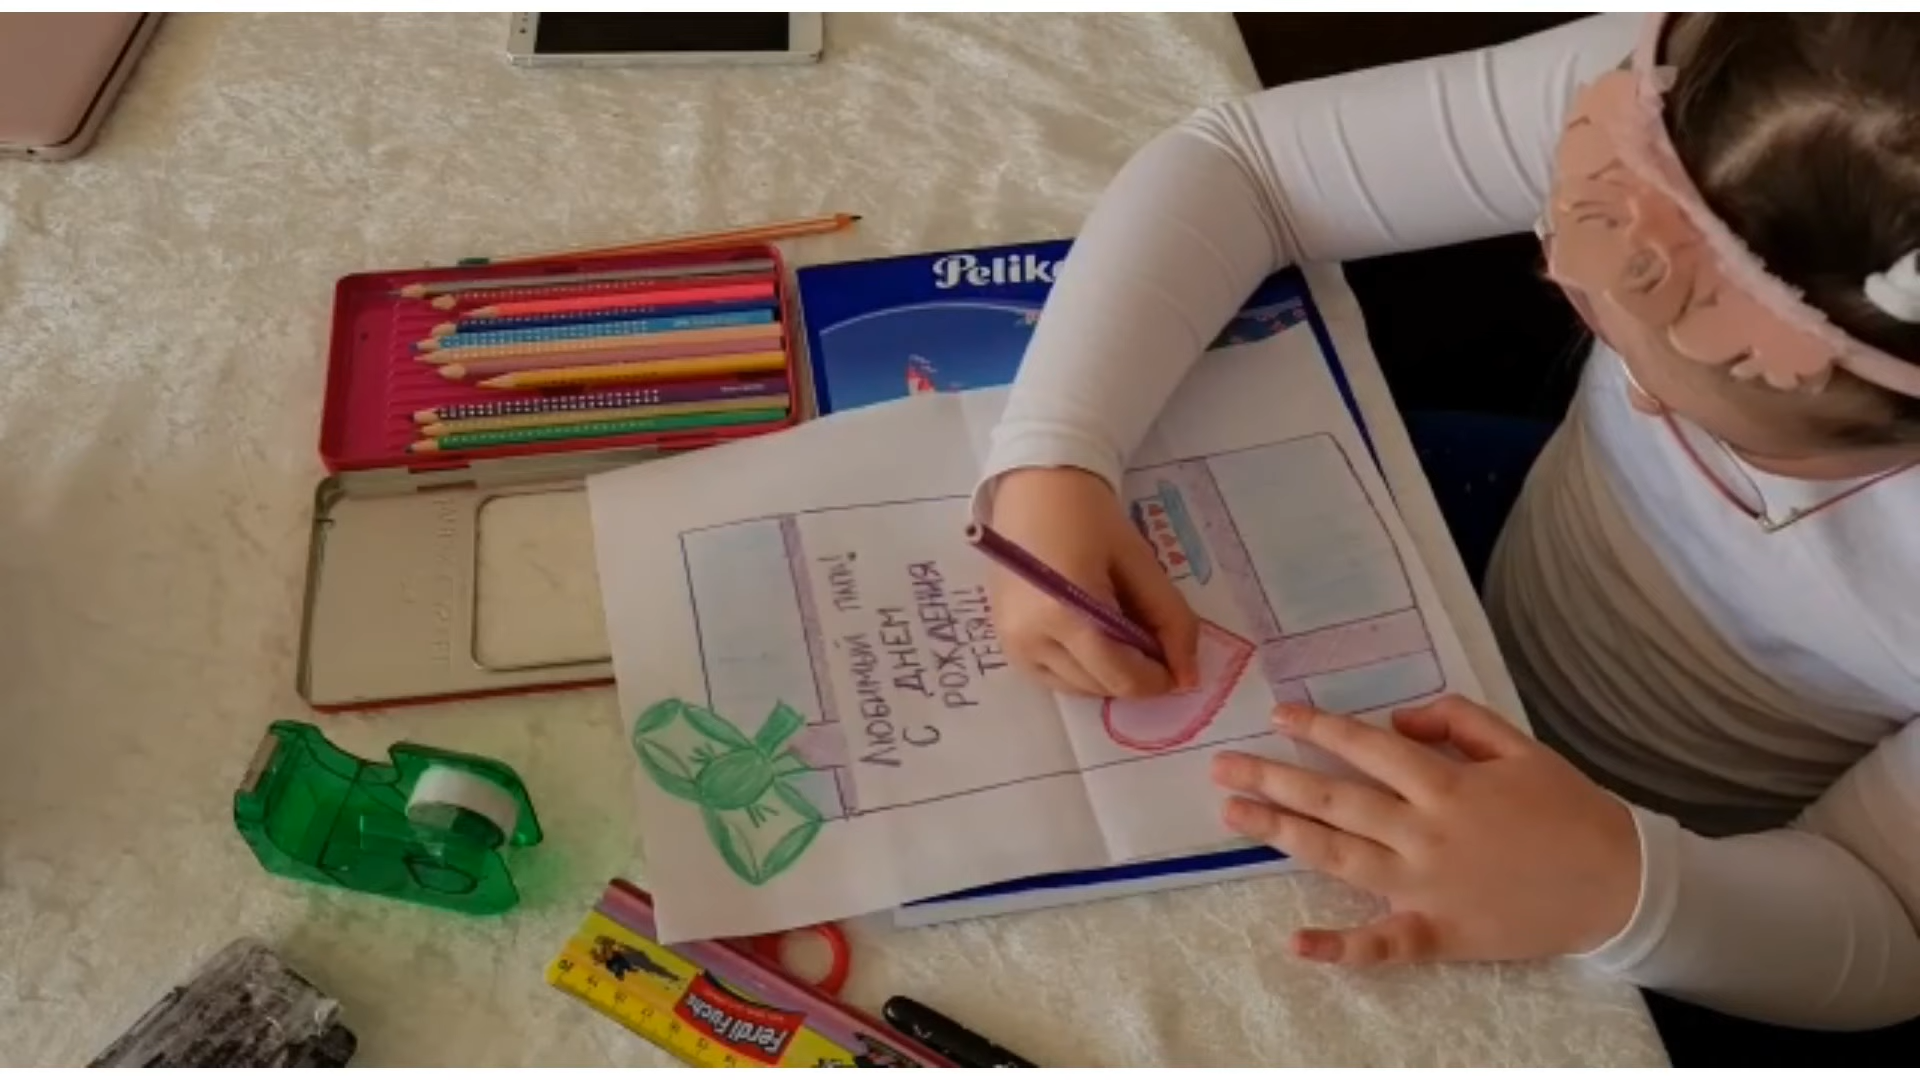 Pelik
ЛЮБИМЫЙ ПАПА!
С ДНЕМ
РОЖДЕНИЯ
ТЕБЯ!!!
Ferdi Fuchs